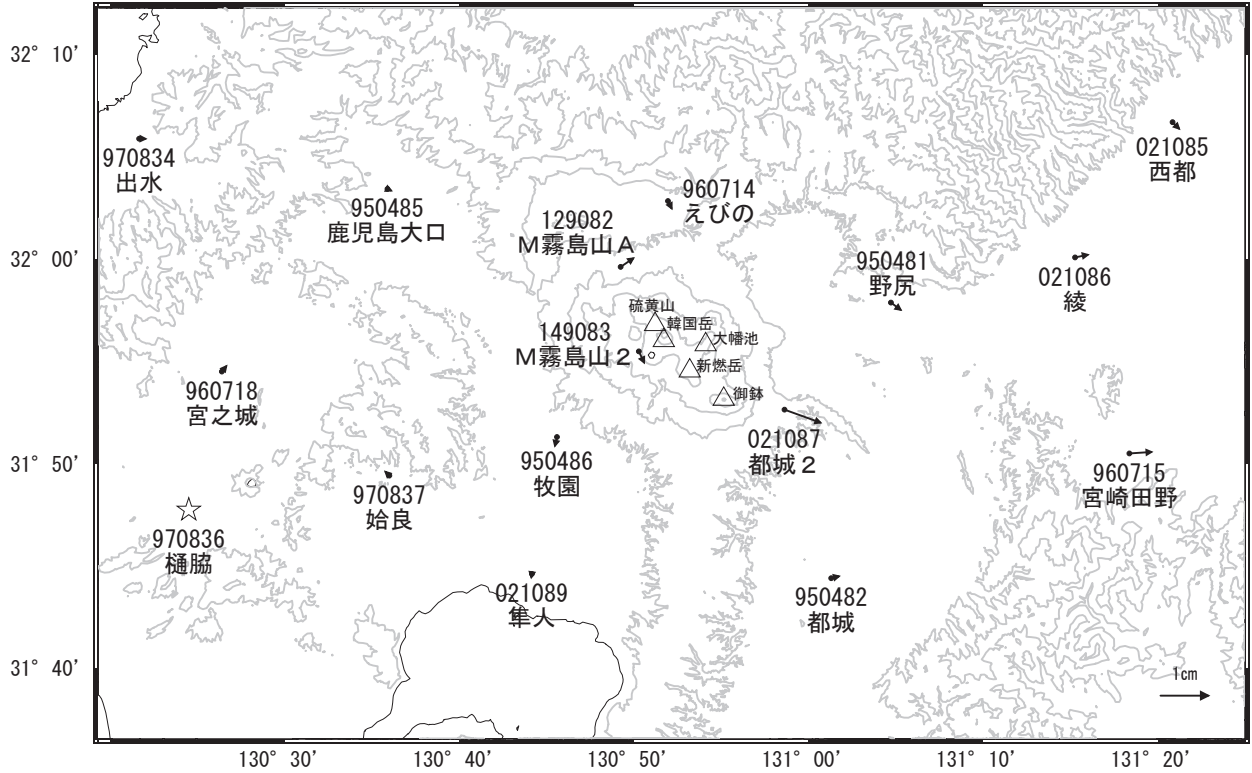 32° 10′
970834
出水
950485
鹿児島大口
960714
えびの
129082
Ｍ霧島山Ａ
021085
西都
32° 00′
950481
野尻
021086
綾
硫黄山
韓国岳
大幡池
149083
Ｍ霧島山２
新燃岳
御鉢
960718
宮之城
021087
都城２
31° 50′
950486
牧園
960715
宮崎田野
970837
姶良
970836
樋脇
021089
隼人
950482
都城
31° 40′
1cm
130° 30′
130° 40′
130° 50′
131° 00′
131° 10′
131° 20′